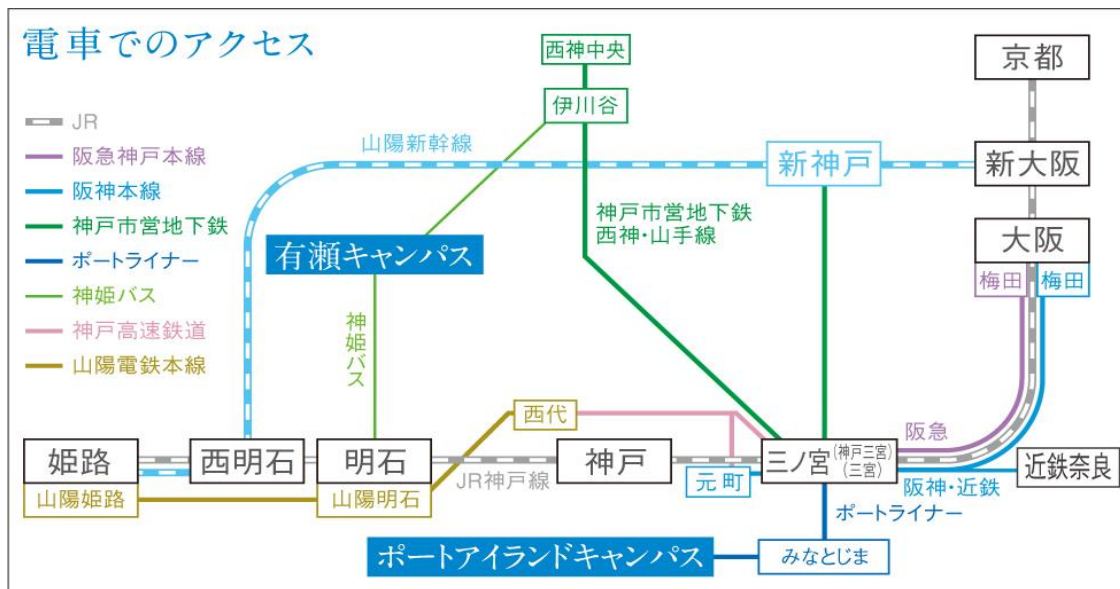 電車でのアクセス
JR
阪急神戸本線
阪神本線
神戸市営地下鉄
ポートライナー
神姫バス
神戸高速鉄道
山陽電鉄本線
西神中央
伊川谷
京都
山陽新幹線
新神戸
新大阪
神戸市営地下鉄
西神・山手線
大阪
梅田
梅田
有瀬キャンパス
神姫バス
西代
阪急
姫路
西明石
明石
神戸
三ノ宮(神戸三宮)
(三宮)
近鉄奈良
JR神戸線
元町
阪神・近鉄
山陽姫路
山陽明石
ポートライナー
ポートアイランドキャンパス
みなとじま